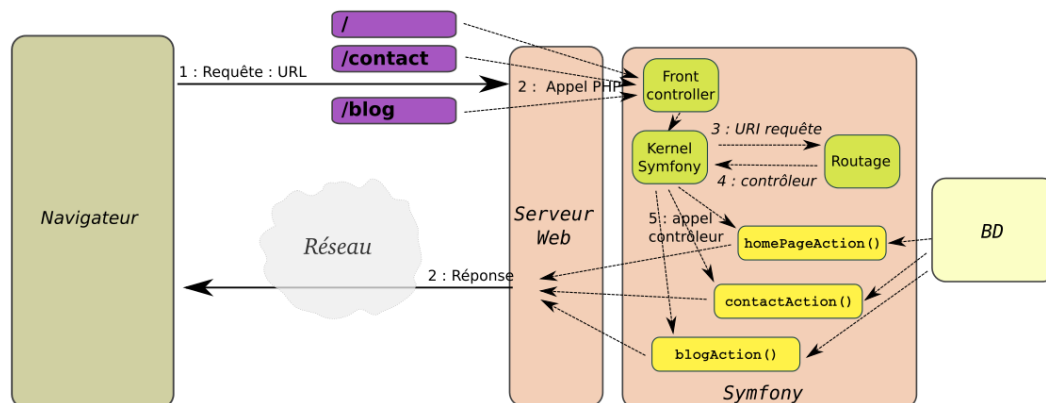 /
/contact
/blog
1 : Requête : URL
2 :  Appel PHP
Front
controller
Kernel
Symfony
3 : URI requête
4 : contrôleur
Routage
Navigateur
Réseau
Serveur
Web
5 : appel
contrôleur
homePageAction()
BD
2 : Réponse
contactAction()
blogAction()
Symfony